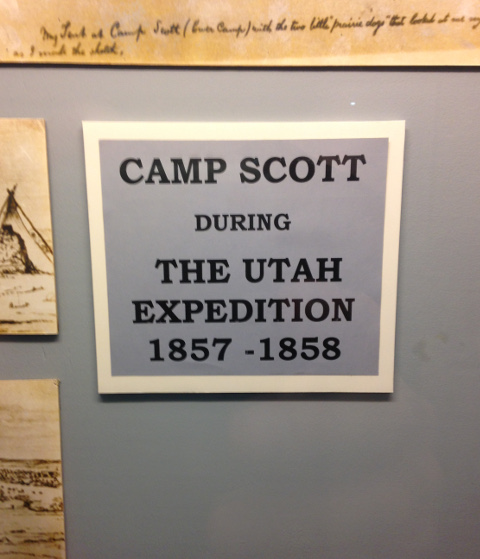 My Tent at Camp Scott ( Camp) with the two little "prairie dogs" that looked at me
as I made the sketch.
CAMP SCOTT
DURING
THE UTAH
EXPEDITION
1857 -1858